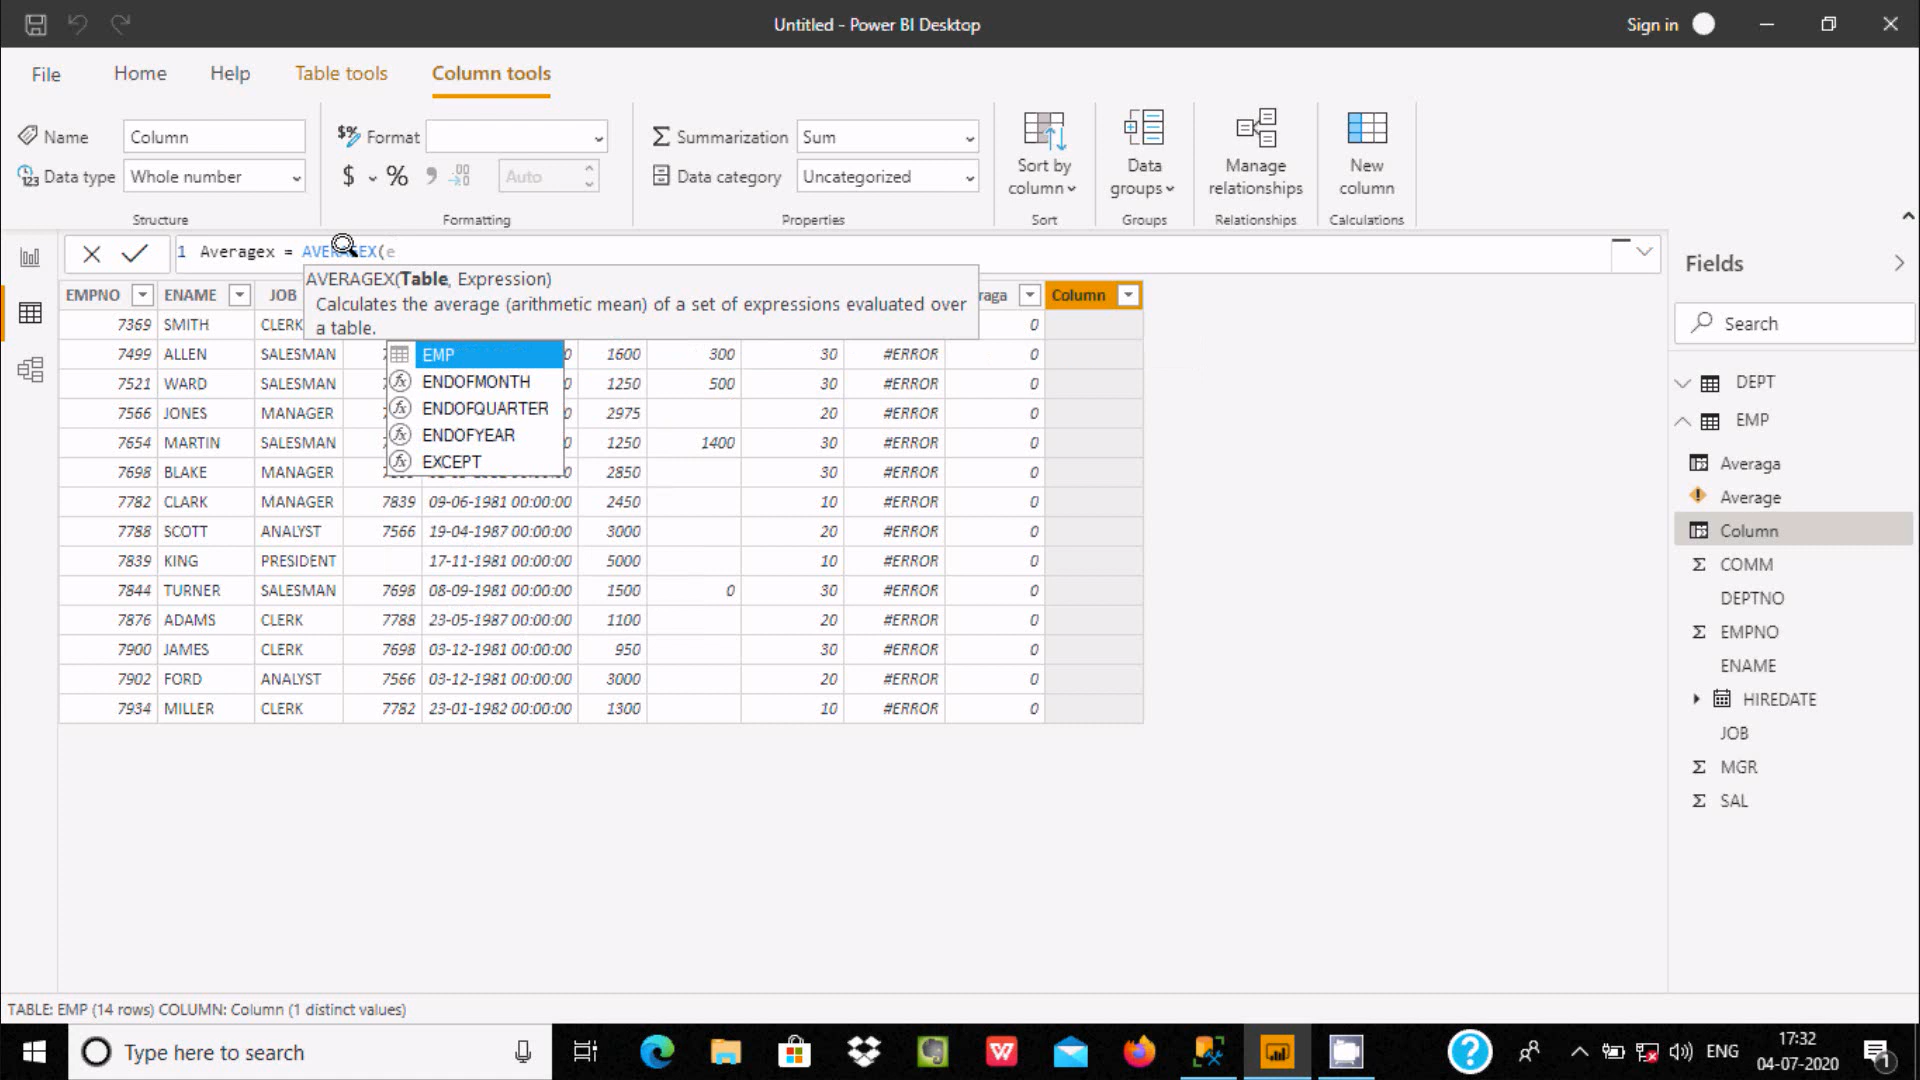 Untitled - Power BI Desktop
Sign in
File Home Help Table tools Column tools
Name Column
Data type Whole number
Structure
Format
$ % Auto
Formatting
Summarization Sum
Data category Uncategorized
Properties
Sort by column
Sort
Data groups
Groups
Manage relationships
Relationships
New column
Calculations
1 Averagex = AVERAGEX(e
AVERAGEX(Table, Expression)
Calculates the average (arithmetic mean) of a set of expressions evaluated over
a table.
EMP
ENDOFMONTH
ENDOFQUARTER
ENDOFYEAR
EXCEPT
EMPNO ENAME JOB raga Column
7369 SMITH CLERK 0
7499 ALLEN SALESMAN 1600 300 30 #ERROR 0
7521 WARD SALESMAN 1250 500 30 #ERROR 0
7566 JONES MANAGER 2975 20 #ERROR 0
7654 MARTIN SALESMAN 1250 1400 30 #ERROR 0
7698 BLAKE MANAGER 2850 30 #ERROR 0
7782 CLARK MANAGER 7839 09-06-1981 00:00:00 2450 10 #ERROR 0
7788 SCOTT ANALYST 7566 19-04-1987 00:00:00 3000 20 #ERROR 0
7839 KING PRESIDENT 17-11-1981 00:00:00 5000 10 #ERROR 0
7844 TURNER SALESMAN 7698 08-09-1981 00:00:00 1500 0 30 #ERROR 0
7876 ADAMS CLERK 7788 23-05-1987 00:00:00 1100 20 #ERROR 0
7900 JAMES CLERK 7698 03-12-1981 00:00:00 950 30 #ERROR 0
7902 FORD ANALYST 7566 03-12-1981 00:00:00 3000 20 #ERROR 0
7934 MILLER CLERK 7782 23-01-1982 00:00:00 1300 10 #ERROR 0
Fields
Search
DEPT
EMP
Averaga
Average
Column
COMM
DEPTNO
EMPNO
ENAME
HIREDATE
JOB
MGR
SAL
TABLE: EMP (14 rows) COLUMN: Column (1 distinct values)
Type here to search
ENG
17:32
04-07-2020
1